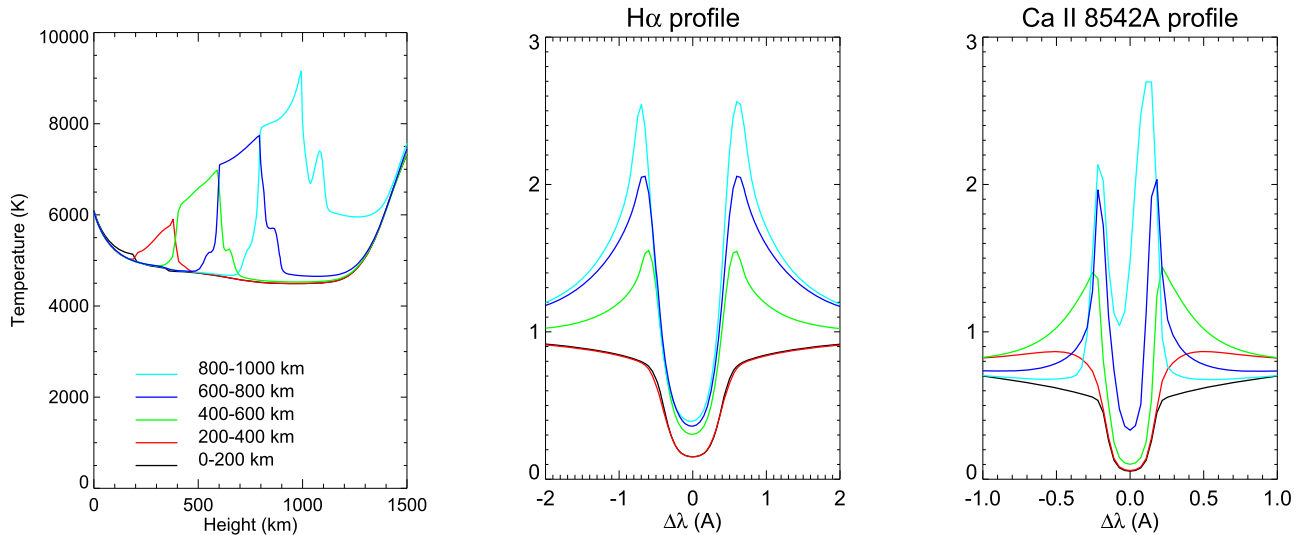 10000
8000
6000
4000
2000
0
Temperature (K)
800-1000 km
600-800 km
400-600 km
200-400 km
0-200 km
0
500
1000
1500
Height (km)
Hα profile
3
2
1
0
-2
-1
0
1
2
Δλ (A)
Ca II 8542A profile
3
2
1
0
-1.0
-0.5
0.0
0.5
1.0
Δλ (A)